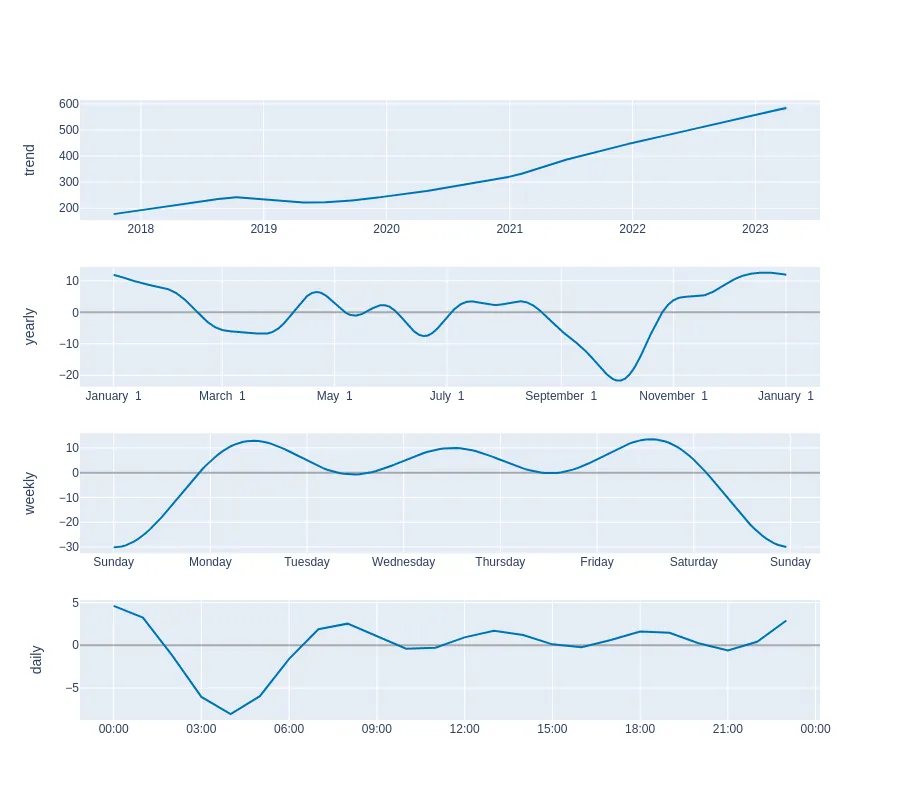 600
500
400
300
200
trend
2018 2019 2020 2021 2022 2023
10
0
−10
−20
yearly
January 1 March 1 May 1 July 1 September 1 November 1 January 1
10
0
−10
−20
−30
weekly
Sunday Monday Tuesday Wednesday Thursday Friday Saturday Sunday
5
0
−5
daily
00:00 03:00 06:00 09:00 12:00 15:00 18:00 21:00 00:00